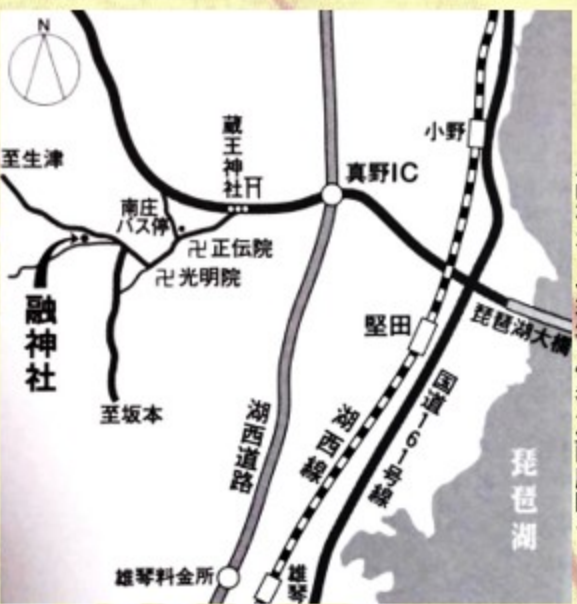 N
小野
至生津
蔵王神社
真野IC
南庄
バス停
卍正伝院
卍光明院
融神社
琵琶湖大橋
堅田
至坂本
国道161号線
湖西線
湖西道路
琵琶湖
雄琴料金所
雄琴